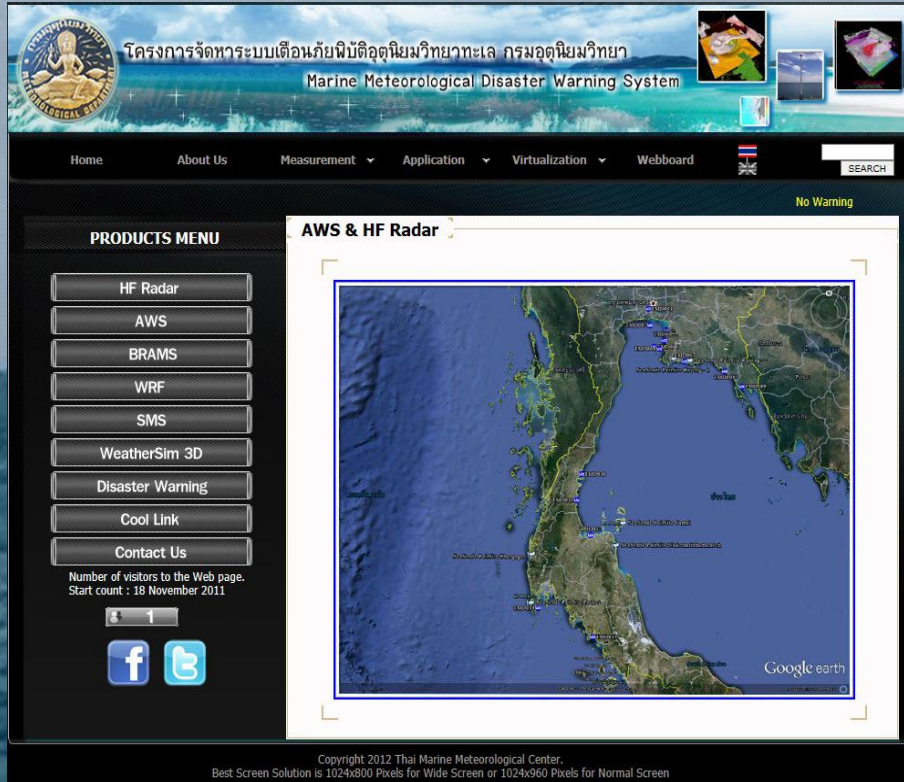 โครงการจัดหาระบบเตือนภัยพิบัติอุตุนิยมวิทยาทะเล กรมอุตุนิยมวิทยา
Marine Meteorological Disaster Warning System
Home About Us Measurement Application Virtualization Webboard
SEARCH
No Warning
PRODUCTS MENU
HF Radar
AWS
BRAMS
WRF
SMS
WeatherSim 3D
Disaster Warning
Cool Link
Contact Us
Number of visitors to the Web page.
Start count : 18 November 2011
1
AWS & HF Radar
อ่าวไทย
Google earth
Copyright 2012 Thai Marine Meteorological Center.
Best Screen Solution is 1024x800 Pixels for Wide Screen or 1024x960 Pixels for Normal Screen